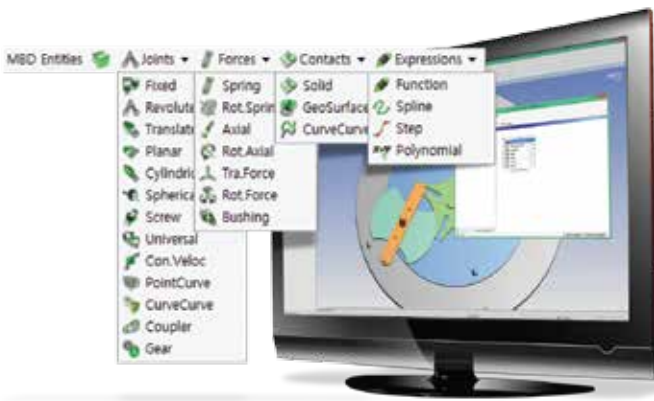 MBD Entities Joints Forces Contacts Expressions
Fixed
Revolute
Translate
Planar
Cylindric
Spherica
Screw
Universal
Con.Veloc
PointCurve
CurveCurve
Coupler
Gear
Spring
Rot.Sprin
Axial
Rot.Axial
Tra.Force
Rot.Force
Bushing
Solid
GeoSurface
CurveCurve
Function
Spline
Step
Polynomial